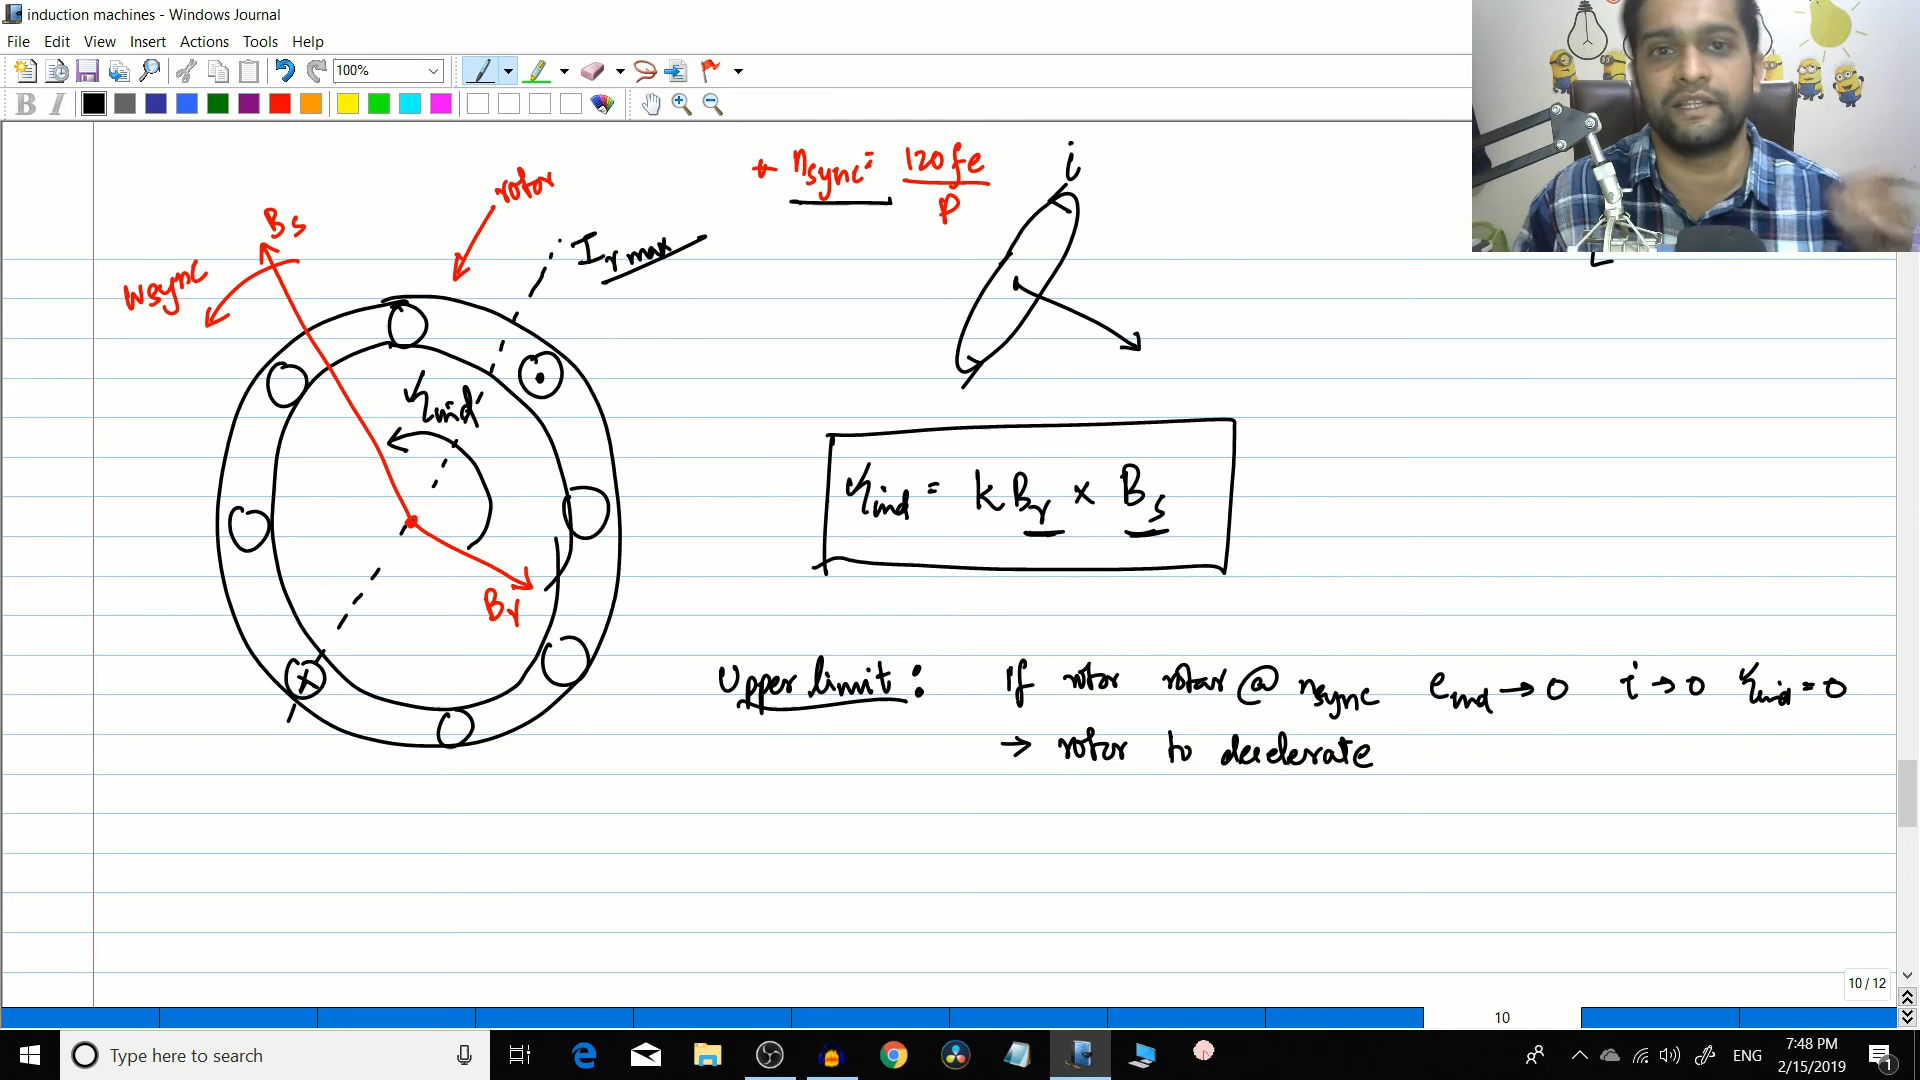 induction machines - Windows Journal
File Edit View Insert Actions Tools Help
100%
B I
* nsync = 120fe / P
i
rotor
Bs
wsync
Ir max
τind
τind = k Br × Bs
Br
Upper limit : If rotor rotar @ nsync eind → 0 i → 0 τind = 0
→ rotor to decelerate
10 / 12
10
Type here to search
ENG
7:48 PM
2/15/2019
1